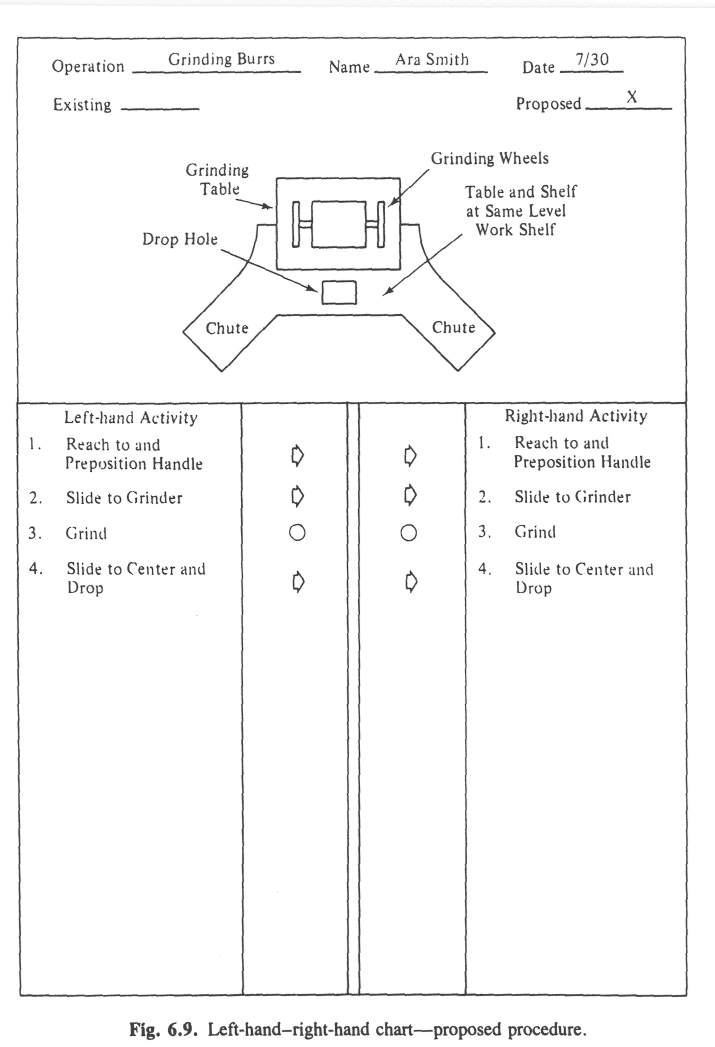 Operation Grinding Burrs Name Ara Smith Date 7/30
Existing Proposed X
Grinding Wheels
Grinding
Table
Table and Shelf
at Same Level
Work Shelf
Drop Hole
Chute Chute
Left-hand Activity
1. Reach to and
Preposition Handle
2. Slide to Grinder
3. Grind
4. Slide to Center and
Drop
Right-hand Activity
1. Reach to and
Preposition Handle
2. Slide to Grinder
3. Grind
4. Slide to Center and
Drop
Fig. 6.9. Left-hand–right-hand chart—proposed procedure.